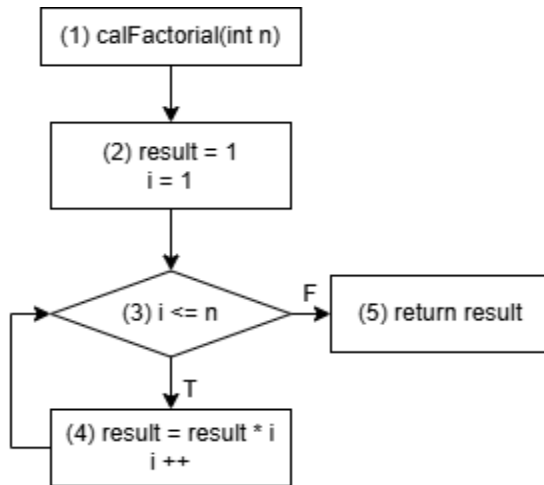 (1) calFactorial(int n)
(2) result = 1
i = 1
(3) i <= n
F
(5) return result
T
(4) result = result * i
i ++